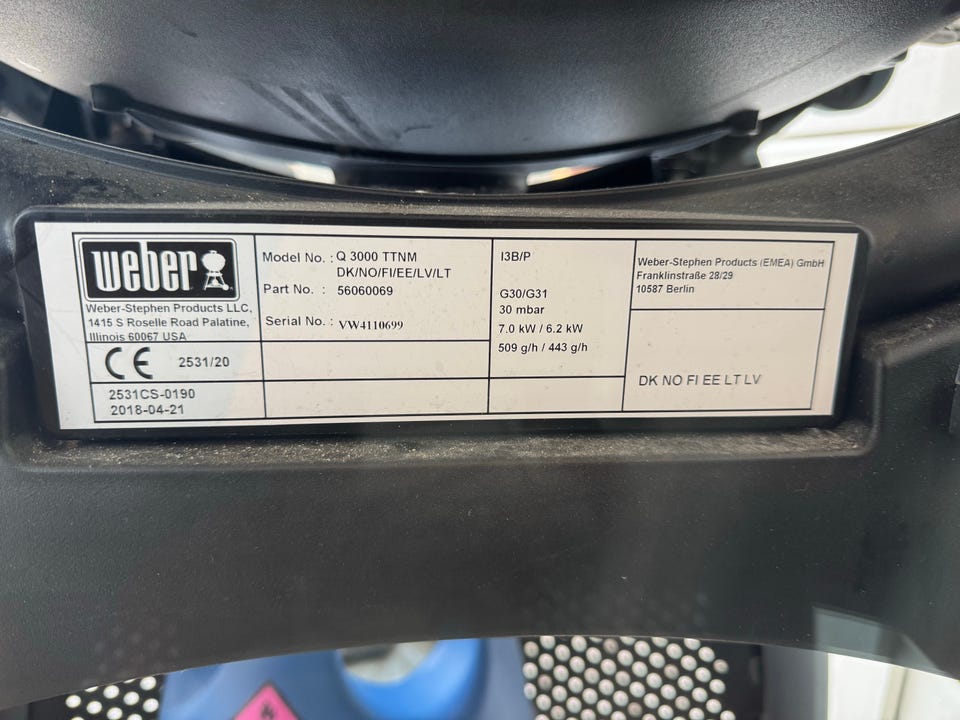 weber
Weber-Stephen Products LLC,
1415 S Roselle Road Palatine,
Illinois 60067 USA
CE 2531/20
2531CS-0190
2018-04-21
Model No. : Q 3000 TTNM
DK/NO/FI/EE/LV/LT
Part No. : 56060069
Serial No. : VW4110699
I3B/P
G30/G31
30 mbar
7.0 kW / 6.2 kW
509 g/h / 443 g/h
Weber-Stephen Products (EMEA) GmbH
Franklinstraße 28/29
10587 Berlin
DK NO FI EE LT LV